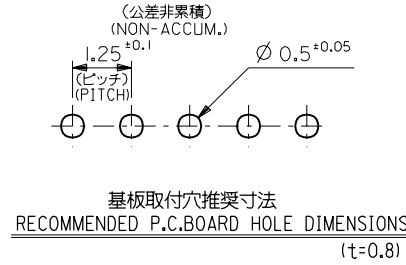 (公差非累積)
(NON-ACCUM.)
1.25 ±0.1
Ø 0.5 ±0.05
(ピッチ)
(PITCH)
基板取付穴推奨寸法
RECOMMENDED P.C.BOARD HOLE DIMENSIONS
(t=0.8)